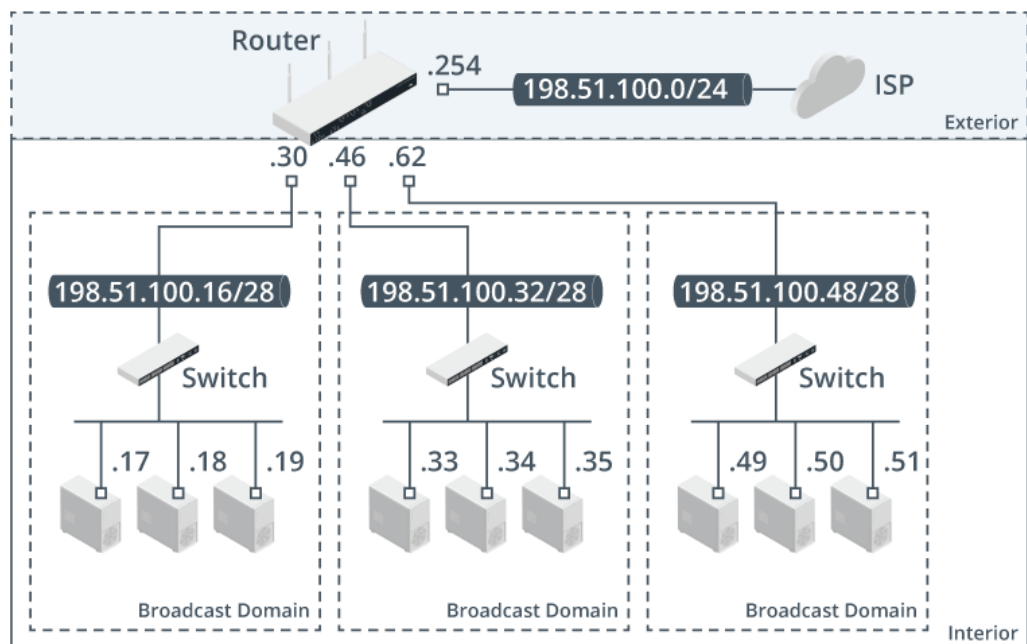 Router
.254
198.51.100.0/24
ISP
Exterior
.30 .46 .62
198.51.100.16/28
198.51.100.32/28
198.51.100.48/28
Switch
Switch
Switch
.17 .18 .19
.33 .34 .35
.49 .50 .51
Broadcast Domain
Broadcast Domain
Broadcast Domain
Interior